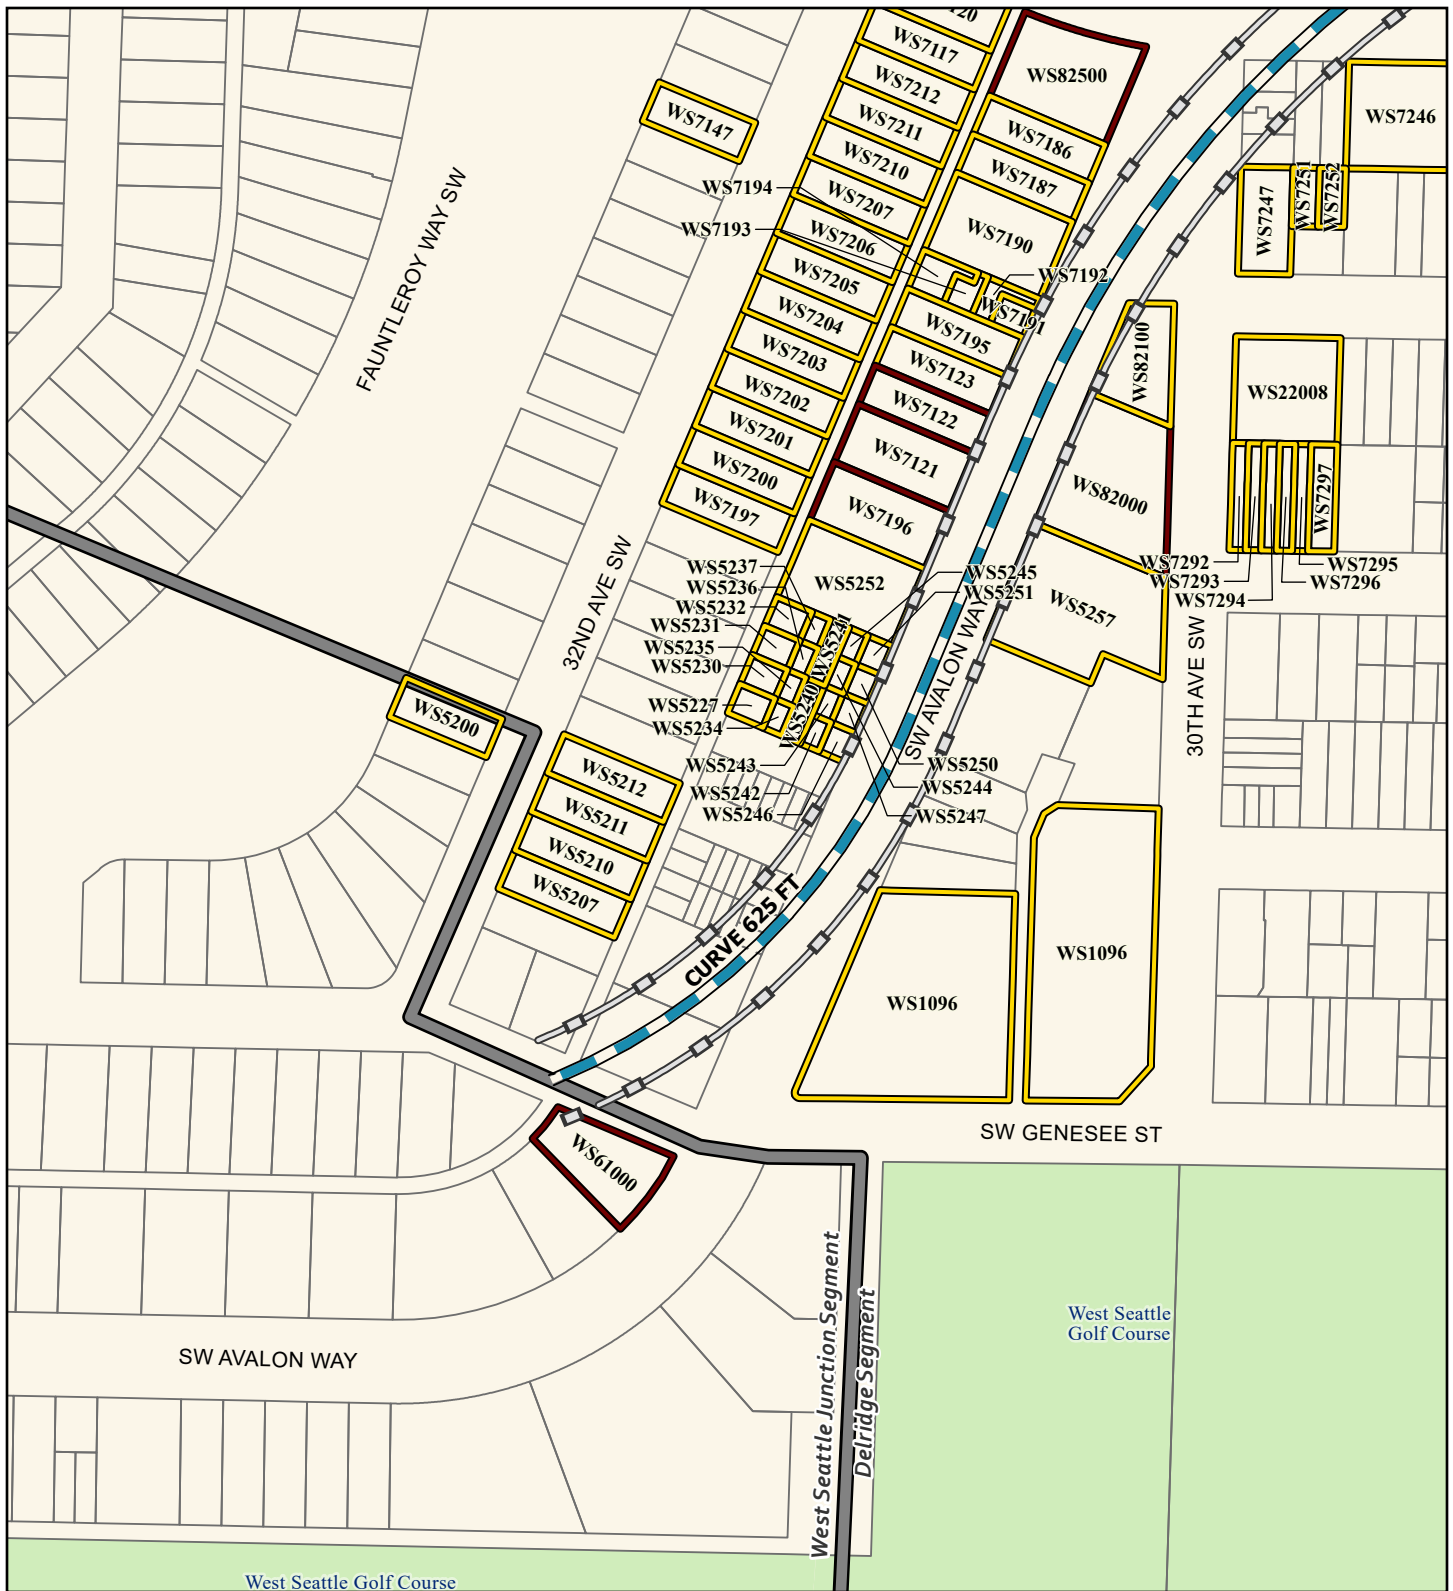 120
WS7117
WS82500
WS7212
WS7147
WS7211
WS7246
WS7186
WS7210
WS7187
WS7251
WS7252
WS7194
WS7207
WS7247
WS7193
WS7206
WS7190
FAUNTLEROY WAY SW
WS7205
WS7192
WS7191
WS7204
WS7195
WS82100
WS7203
WS7123
WS7202
WS22008
WS7122
WS7201
WS7121
WS7200
WS82000
WS7297
WS7197
WS7196
WS7292
WS7295
WS7293
WS7296
WS7294
WS5237
WS5252
WS5245
WS5236
WS5251
WS5232
WS5257
WS5231
WS5241
32ND AVE SW
WS5235
WS5230
SW AVALON WAY
30TH AVE SW
WS5227
WS5240
WS5234
WS5200
WS5243
WS5250
WS5212
WS5242
WS5244
WS5246
WS5247
WS5211
WS5210
WS5207
CURVE 625 FT
WS1096
WS1096
SW GENESEE ST
WS61000
West Seattle Junction Segment
Delridge Segment
West Seattle
Golf Course
SW AVALON WAY
West Seattle Golf Course